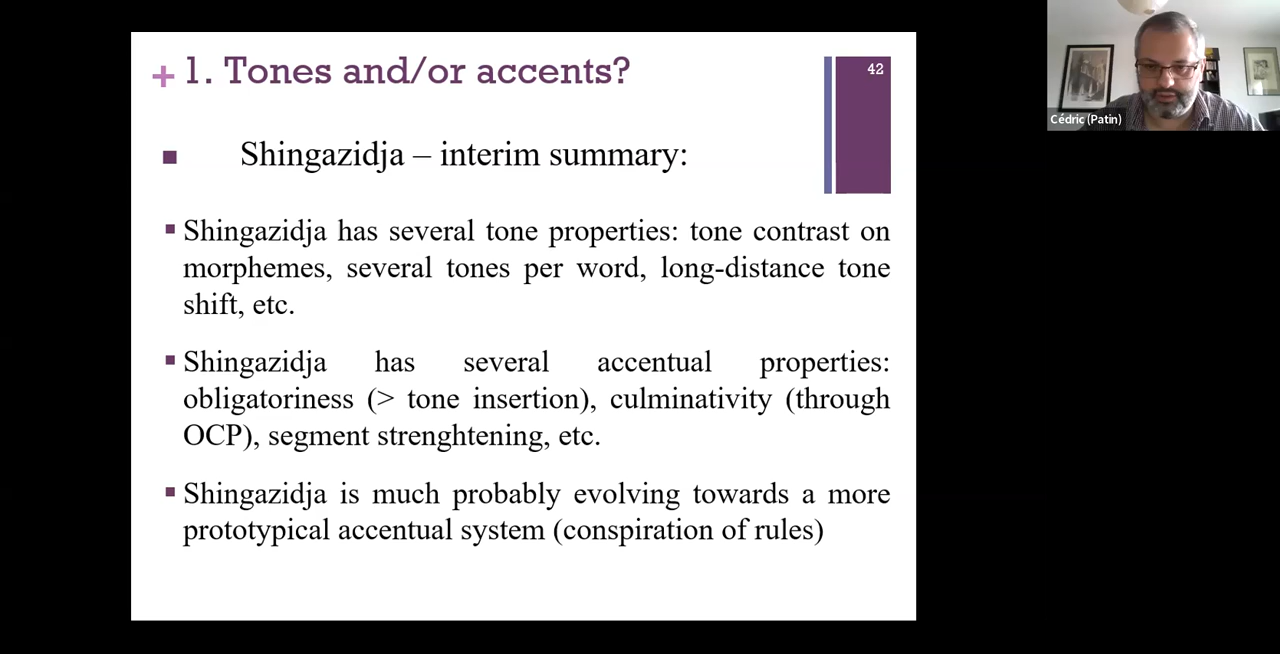 + 1. Tones and/or accents?
42
Cédric (Patin)
■ Shingazidja – interim summary:
▪ Shingazidja has several tone properties: tone contrast on
morphemes, several tones per word, long-distance tone
shift, etc.
▪ Shingazidja has several accentual properties:
obligatoriness (> tone insertion), culminativity (through
OCP), segment strenghtening, etc.
▪ Shingazidja is much probably evolving towards a more
prototypical accentual system (conspiration of rules)